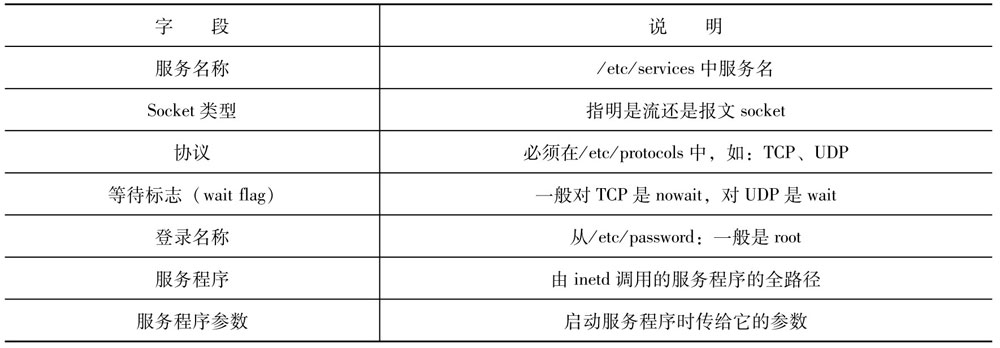 字 段 说 明
服务名称 /etc/services 中服务名
Socket 类型 指明是流还是报文 socket
协议 必须在/etc/protocols 中，如：TCP、UDP
等待标志（wait flag） 一般对 TCP 是 nowait，对 UDP 是 wait
登录名称 从/etc/password：一般是 root
服务程序 由 inetd 调用的服务程序的全路径
服务程序参数 启动服务程序时传给它的参数